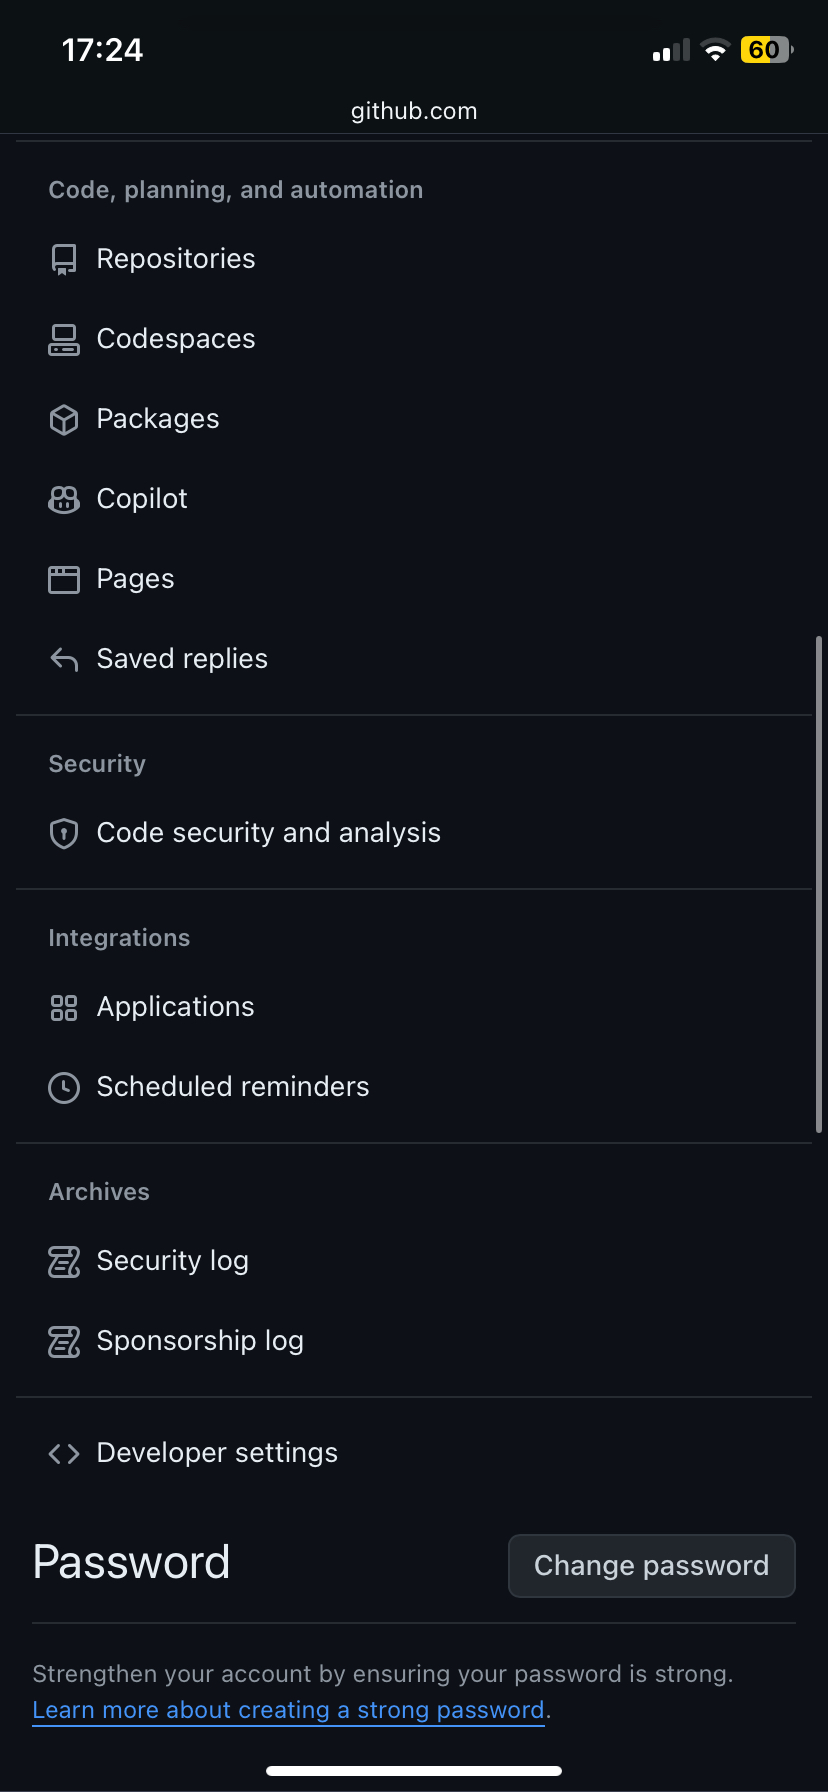 17:24
60
github.com
Code, planning, and automation
Repositories
Codespaces
Packages
Copilot
Pages
Saved replies
Security
Code security and analysis
Integrations
Applications
Scheduled reminders
Archives
Security log
Sponsorship log
Developer settings
Password
Change password
Strengthen your account by ensuring your password is strong.
Learn more about creating a strong password.